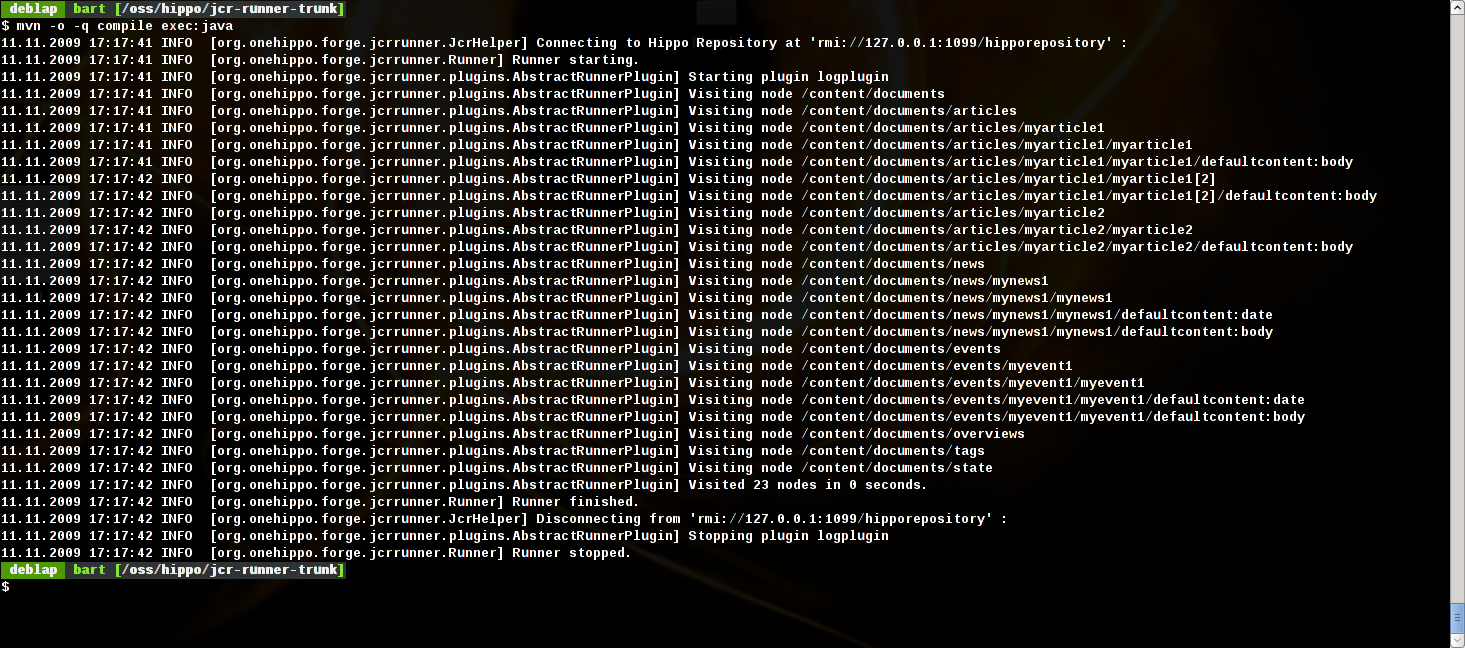 deblap bart [/oss/hippo/jcr-runner-trunk]
$ mvn -o -q compile exec:java
11.11.2009 17:17:41 INFO  [org.onehippo.forge.jcrrunner.JcrHelper] Connecting to Hippo Repository at 'rmi://127.0.0.1:1099/hipporepository' :
11.11.2009 17:17:41 INFO  [org.onehippo.forge.jcrrunner.Runner] Runner starting.
11.11.2009 17:17:41 INFO  [org.onehippo.forge.jcrrunner.plugins.AbstractRunnerPlugin] Starting plugin logplugin
11.11.2009 17:17:41 INFO  [org.onehippo.forge.jcrrunner.plugins.AbstractRunnerPlugin] Visiting node /content/documents
11.11.2009 17:17:41 INFO  [org.onehippo.forge.jcrrunner.plugins.AbstractRunnerPlugin] Visiting node /content/documents/articles
11.11.2009 17:17:41 INFO  [org.onehippo.forge.jcrrunner.plugins.AbstractRunnerPlugin] Visiting node /content/documents/articles/myarticle1
11.11.2009 17:17:41 INFO  [org.onehippo.forge.jcrrunner.plugins.AbstractRunnerPlugin] Visiting node /content/documents/articles/myarticle1/myarticle1
11.11.2009 17:17:41 INFO  [org.onehippo.forge.jcrrunner.plugins.AbstractRunnerPlugin] Visiting node /content/documents/articles/myarticle1/myarticle1/defaultcontent:body
11.11.2009 17:17:42 INFO  [org.onehippo.forge.jcrrunner.plugins.AbstractRunnerPlugin] Visiting node /content/documents/articles/myarticle1/myarticle1[2]
11.11.2009 17:17:42 INFO  [org.onehippo.forge.jcrrunner.plugins.AbstractRunnerPlugin] Visiting node /content/documents/articles/myarticle1/myarticle1[2]/defaultcontent:body
11.11.2009 17:17:42 INFO  [org.onehippo.forge.jcrrunner.plugins.AbstractRunnerPlugin] Visiting node /content/documents/articles/myarticle2
11.11.2009 17:17:42 INFO  [org.onehippo.forge.jcrrunner.plugins.AbstractRunnerPlugin] Visiting node /content/documents/articles/myarticle2/myarticle2
11.11.2009 17:17:42 INFO  [org.onehippo.forge.jcrrunner.plugins.AbstractRunnerPlugin] Visiting node /content/documents/articles/myarticle2/myarticle2/defaultcontent:body
11.11.2009 17:17:42 INFO  [org.onehippo.forge.jcrrunner.plugins.AbstractRunnerPlugin] Visiting node /content/documents/news
11.11.2009 17:17:42 INFO  [org.onehippo.forge.jcrrunner.plugins.AbstractRunnerPlugin] Visiting node /content/documents/news/mynews1
11.11.2009 17:17:42 INFO  [org.onehippo.forge.jcrrunner.plugins.AbstractRunnerPlugin] Visiting node /content/documents/news/mynews1/mynews1
11.11.2009 17:17:42 INFO  [org.onehippo.forge.jcrrunner.plugins.AbstractRunnerPlugin] Visiting node /content/documents/news/mynews1/mynews1/defaultcontent:date
11.11.2009 17:17:42 INFO  [org.onehippo.forge.jcrrunner.plugins.AbstractRunnerPlugin] Visiting node /content/documents/news/mynews1/mynews1/defaultcontent:body
11.11.2009 17:17:42 INFO  [org.onehippo.forge.jcrrunner.plugins.AbstractRunnerPlugin] Visiting node /content/documents/events
11.11.2009 17:17:42 INFO  [org.onehippo.forge.jcrrunner.plugins.AbstractRunnerPlugin] Visiting node /content/documents/events/myevent1
11.11.2009 17:17:42 INFO  [org.onehippo.forge.jcrrunner.plugins.AbstractRunnerPlugin] Visiting node /content/documents/events/myevent1/myevent1
11.11.2009 17:17:42 INFO  [org.onehippo.forge.jcrrunner.plugins.AbstractRunnerPlugin] Visiting node /content/documents/events/myevent1/myevent1/defaultcontent:date
11.11.2009 17:17:42 INFO  [org.onehippo.forge.jcrrunner.plugins.AbstractRunnerPlugin] Visiting node /content/documents/events/myevent1/myevent1/defaultcontent:body
11.11.2009 17:17:42 INFO  [org.onehippo.forge.jcrrunner.plugins.AbstractRunnerPlugin] Visiting node /content/documents/overviews
11.11.2009 17:17:42 INFO  [org.onehippo.forge.jcrrunner.plugins.AbstractRunnerPlugin] Visiting node /content/documents/tags
11.11.2009 17:17:42 INFO  [org.onehippo.forge.jcrrunner.plugins.AbstractRunnerPlugin] Visiting node /content/documents/state
11.11.2009 17:17:42 INFO  [org.onehippo.forge.jcrrunner.plugins.AbstractRunnerPlugin] Visited 23 nodes in 0 seconds.
11.11.2009 17:17:42 INFO  [org.onehippo.forge.jcrrunner.Runner] Runner finished.
11.11.2009 17:17:42 INFO  [org.onehippo.forge.jcrrunner.JcrHelper] Disconnecting from 'rmi://127.0.0.1:1099/hipporepository' :
11.11.2009 17:17:42 INFO  [org.onehippo.forge.jcrrunner.plugins.AbstractRunnerPlugin] Stopping plugin logplugin
11.11.2009 17:17:42 INFO  [org.onehippo.forge.jcrrunner.Runner] Runner stopped.
deblap bart [/oss/hippo/jcr-runner-trunk]
$